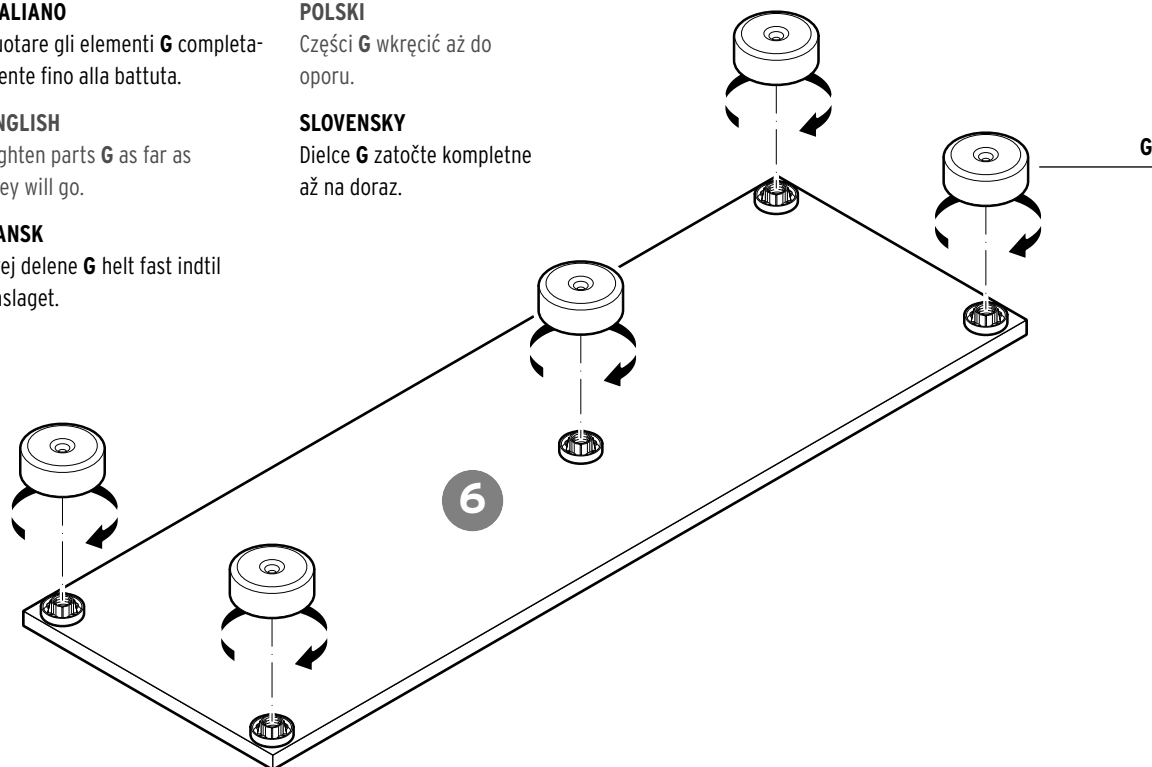 ALIANO
uotare gli elementi G completa-
ente fino alla battuta.
NGLISH
ghten parts G as far as
ey will go.
ANSK
ej delene G helt fast indtil
slaget.
POLSKI
Części G wkręcić aż do
oporu.
SLOVENSKY
Dielce G zatočte kompletne
až na doraz.
G
6